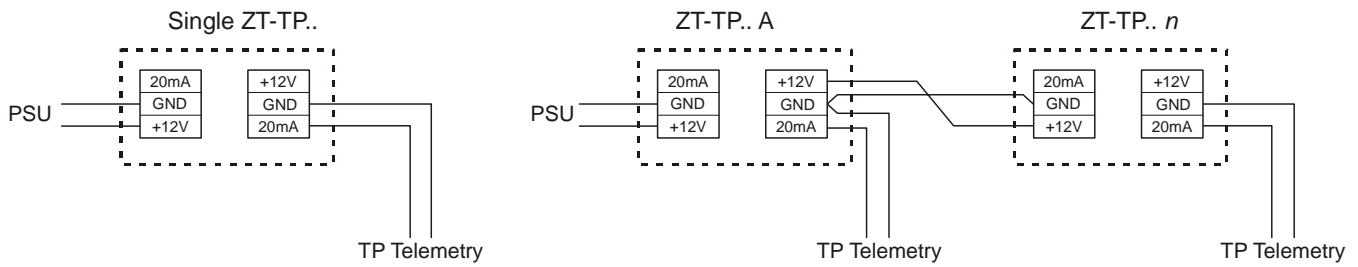 Single ZT-TP..
ZT-TP.. A
ZT-TP.. n
20mA
GND
+12V
+12V
GND
20mA
20mA
GND
+12V
+12V
GND
20mA
20mA
GND
+12V
+12V
GND
20mA
PSU
PSU
TP Telemetry
TP Telemetry
TP Telemetry